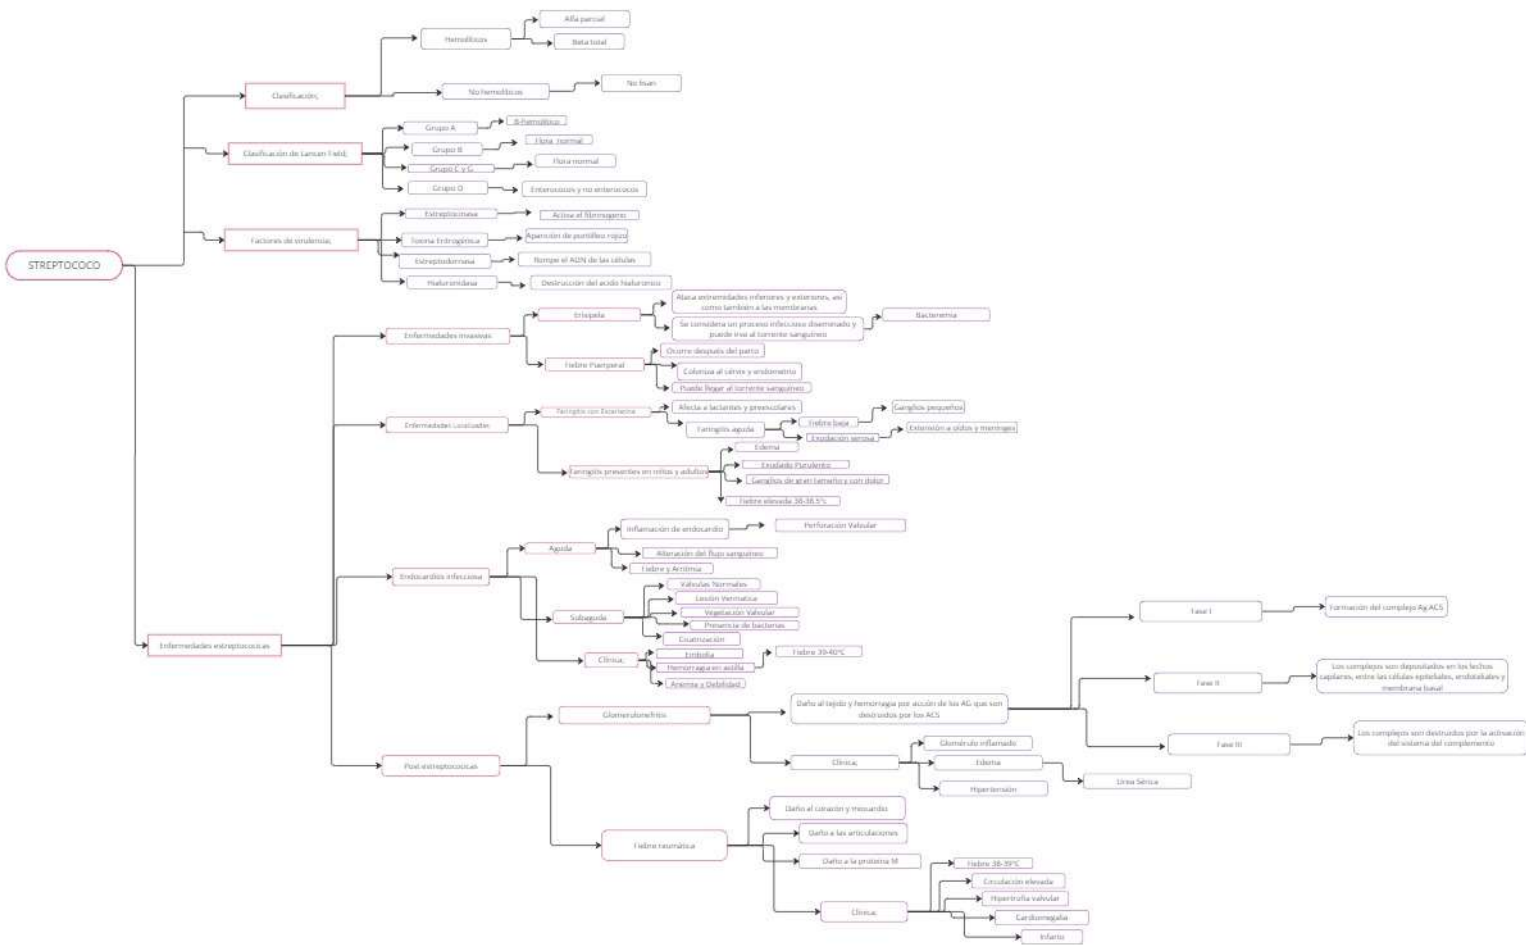 Alfa parcial
Hemolíticos
Beta total
No lisan
Clasificación;
No hemolíticos
Grupo A
B-hemolítico
Grupo B
Flora normal
Clasificación de Lancen Field;
Grupo C y G
Flora normal
Grupo D
Enterococos y no enterococos
Estreptocinasa
Activa el fibrinogeno
Factores de virulencia;
Toxina Eritrogénica
Aparición de puntilleo rojizo
Estreptodornasa
Rompe el ADN de las células
STREPTOCOCO
Hialuronidasa
Destrucción del acido hialuronico
Ataca extremidades inferiores y exteriores, así
como también a las membranas
Erisipela
Bacteremia
Se considera un proceso infeccioso diseminado y
puede irse al torrente sanguíneo
Enfermedades invasivas
Ocurre después del parto
Fiebre Puerperal
Coloniza al cérvix y endometrio
Puede llegar al torrente sanguíneo
Faringitis con Escarlatina
Afecta a lactantes y preescolares
Ganglios pequeños
Enfermedades Localizadas
Faringitis aguda
Fiebre baja
Extensión a oídos y meninges
Exudación serosa
Edema
Exudado Purulento
Faringitis presentes en niños y adultos
Ganglios de gran tamaño y con dolor
Fiebre elevada 38-38.5°c
Inflamación de endocardio
Perforación Valvular
Aguda
Alteración del flujo sanguíneo
Fiebre y Arritmia
Endocarditis infecciosa
Válvulas Normales
Lesión
Vegetación Valvular
Subaguda
Presencia de bacterias
Cicatrización
Enfermedades estreptococicas
Embolia
Fiebre 39-40°C
Clínica;
Hemorragia en astilla
Anemia y Debilidad
Fase I
Formación del complejo Ag ACS
Los complejos son depositados en los lechos
capilares, entre las células epiteliales, endoteliales y
membrana basal
Fase II
Glomerulonefritis
Daño al tejido y hemorragia por acción de los AG que son
destruidos por los ACS
Fase III
Los complejos son destruidos por la activación
del sistema del complemento
Post-estreptococicas
Glomérulo inflamado
Clínica;
Edema
Urea Sérica
Hipertensión
Daño al corazón y miocardio
Daño a las articulaciones
Fiebre reumática
Daño a la proteína M
Fiebre 38-39°C
Circulación elevada
Hipertrofia valvular
Clínica;
Cardiomegalia
Infarto